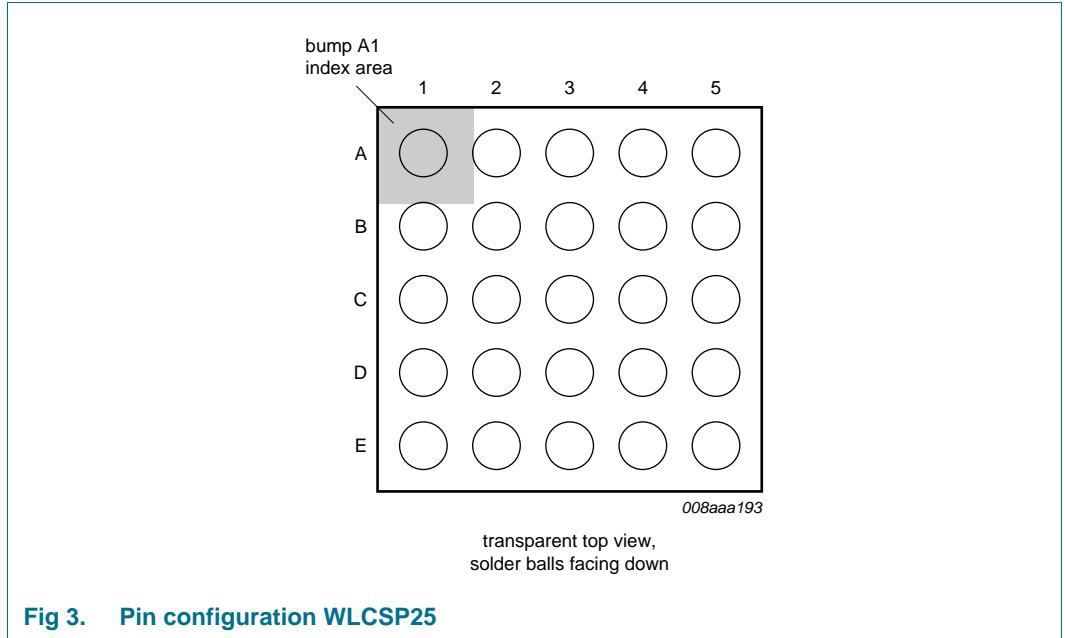 bump A1
index area
1 2 3 4 5
A
B
C
D
E
008aaa193
transparent top view,
solder balls facing down
Fig 3. Pin configuration WLCSP25